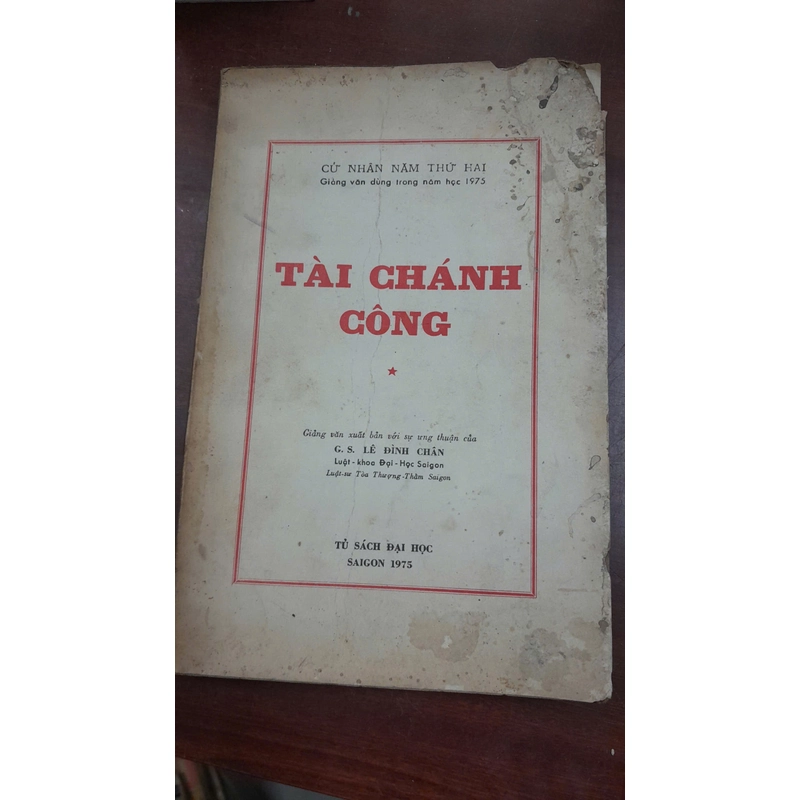 CỬ NHÂN NĂM THỨ HAI
Giảng văn dùng trong năm học 1975
TÀI CHÁNH
CÔNG
Giảng văn xuất bản với sự ưng thuận của
G. S. LÊ ĐÌNH CHÂN
Luật-khoa Đại-Học Saigon
Luật-sư Tòa Thượng-Thẩm Saigon
TỦ SÁCH ĐẠI HỌC
SAIGON 1975